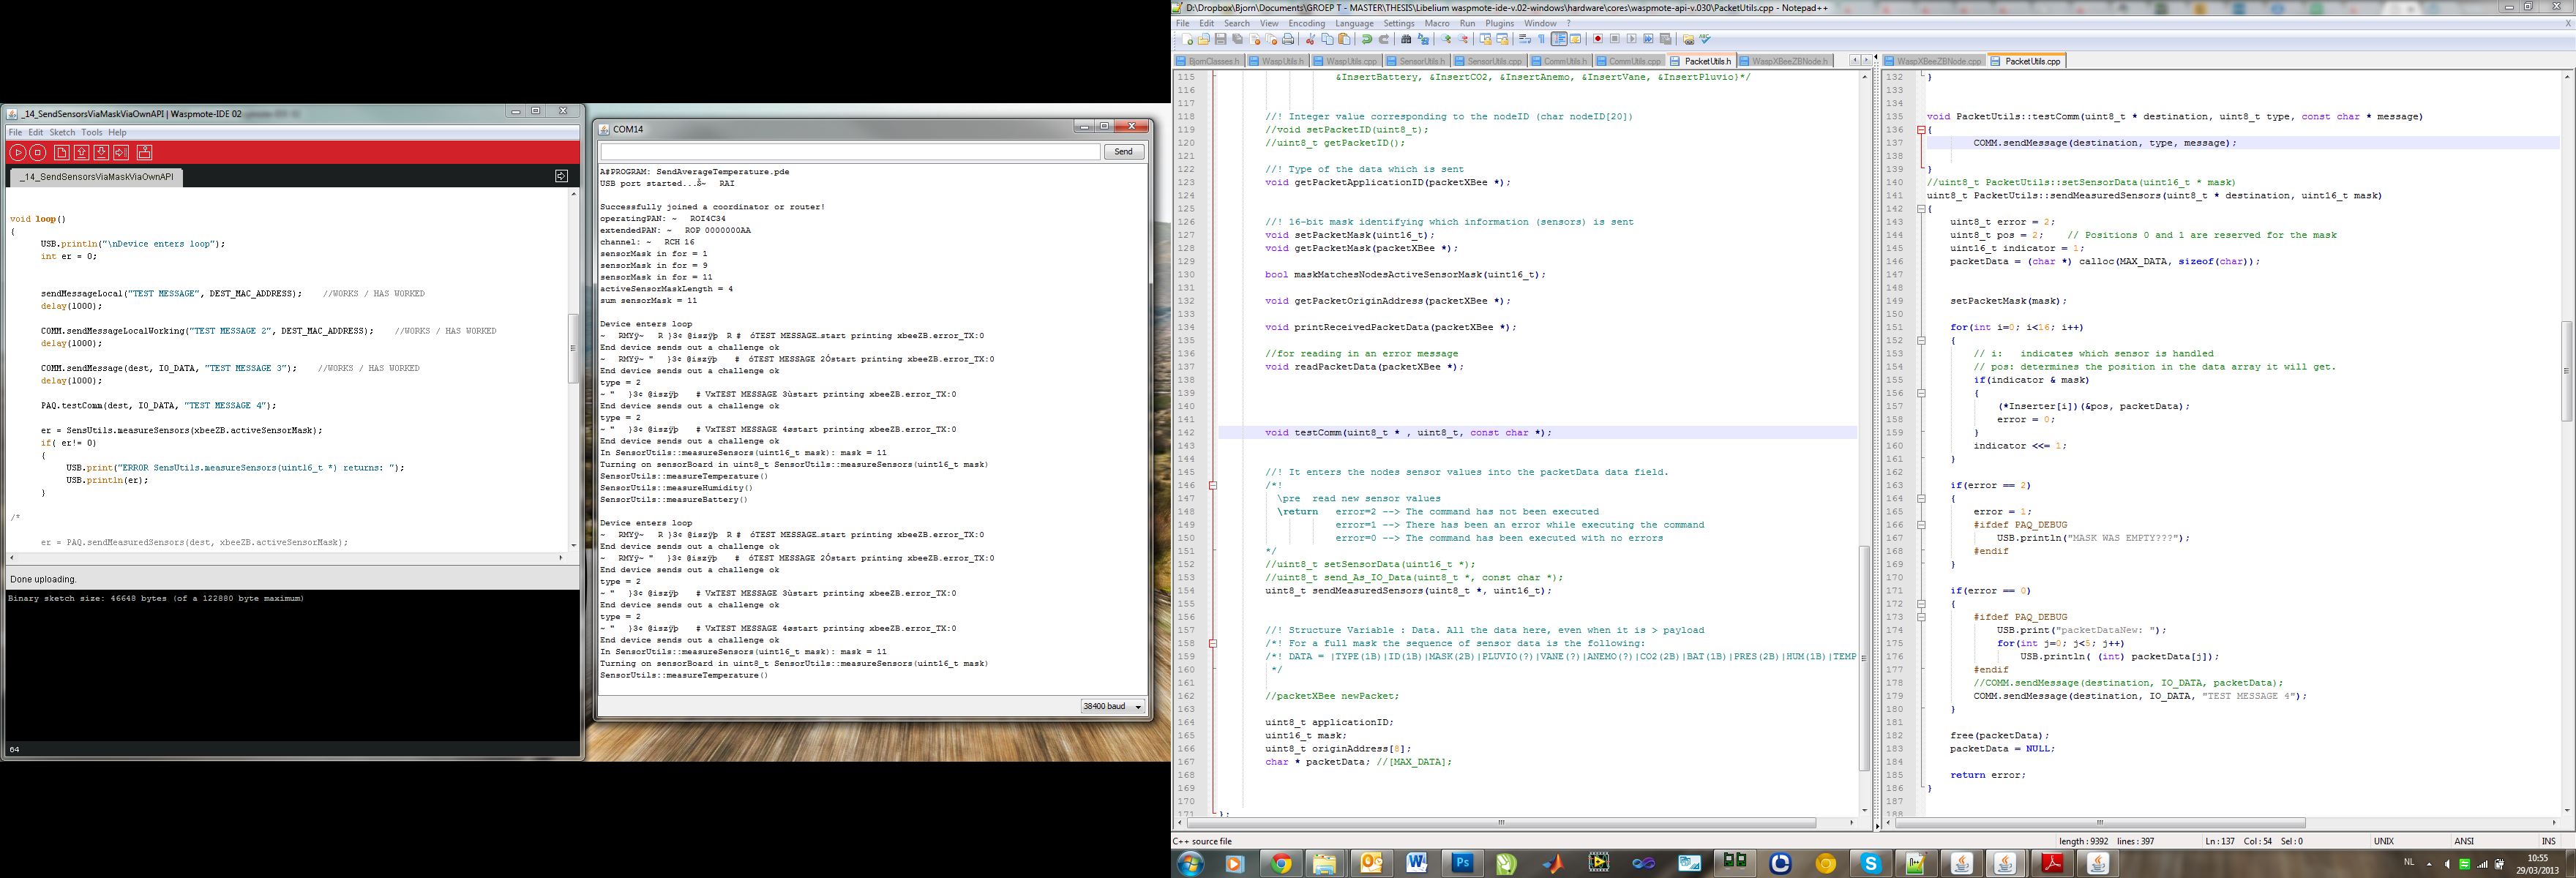 _14_SendSensorsViaMaskViaOwnAPI | Waspmote-IDE 02
File Edit Sketch Tools Help
_14_SendSensorsViaMaskViaOwnAPI
void loop()
{
USB.println("\nDevice enters loop");
int er = 0;
sendMessageLocal("TEST MESSAGE", DEST_MAC_ADDRESS); //WORKS / HAS WORKED
delay(1000);
COMM.sendMessageLocalWorking("TEST MESSAGE 2", DEST_MAC_ADDRESS); //WORKS / HAS WORKED
delay(1000);
COMM.sendMessage(dest, IO_DATA, "TEST MESSAGE 3"); //WORKS / HAS WORKED
delay(1000);
PAQ.testComm(dest, IO_DATA, "TEST MESSAGE 4");
er = SensUtils.measureSensors(xbeeZB.activeSensorMask);
if( er!= 0)
{
USB.print("ERROR SensUtils.measureSensors(uint16_t *) returns: ");
USB.println(er);
}
/*
er = PAQ.sendMeasuredSensors(dest, xbeeZB.activeSensorMask);
Done uploading.
Binary sketch size: 46648 bytes (of a 122880 byte maximum)
64
COM14
Send
A#PROGRAM: SendAverageTemperature.pde
USB port started...
RAI
Successfully joined a coordinator or router!
operatingPAN: ~ ROI4C34
extendedPAN: ~ ROP 0000000AA
channel: ~ RCH 16
sensorMask in for = 1
sensorMask in for = 9
sensorMask in for = 11
activeSensorMaskLength = 4
sum sensorMask = 11
Device enters loop
TEST MESSAGE start printing xbeeZB.error_TX:0
End device sends out a challenge ok
TEST MESSAGE 2 start printing xbeeZB.error_TX:0
End device sends out a challenge ok
type = 2
TEST MESSAGE 3 start printing xbeeZB.error_TX:0
End device sends out a challenge ok
type = 2
TEST MESSAGE 4 start printing xbeeZB.error_TX:0
End device sends out a challenge ok
In SensorUtils::measureSensors(uint16_t mask): mask = 11
Turning on sensorBoard in uint8_t SensorUtils::measureSensors(uint16_t mask)
SensorUtils::measureTemperature()
SensorUtils::measureHumidity()
SensorUtils::measureBattery()
Device enters loop
TEST MESSAGE start printing xbeeZB.error_TX:0
End device sends out a challenge ok
TEST MESSAGE 2 start printing xbeeZB.error_TX:0
End device sends out a challenge ok
type = 2
TEST MESSAGE 3 start printing xbeeZB.error_TX:0
End device sends out a challenge ok
type = 2
TEST MESSAGE 4 start printing xbeeZB.error_TX:0
End device sends out a challenge ok
In SensorUtils::measureSensors(uint16_t mask): mask = 11
Turning on sensorBoard in uint8_t SensorUtils::measureSensors(uint16_t mask)
SensorUtils::measureTemperature()
38400 baud
D:\Dropbox\Bjorn\Documents\GROEP T - MASTER\THESIS\Libelium waspmote-ide-v.02-windows\hardware\cores\waspmote-api-v.030\PacketUtils.cpp - Notepad++
File Edit Search View Encoding Language Settings Macro Run Plugins Window ?
BjornClasses.h WaspUtils.h WaspUtils.cpp SensorUtils.h SensorUtils.cpp CommUtils.h CommUtils.cpp PacketUtils.h WaspXBeeZBNode.h
115 &InsertBattery, &InsertCO2, &InsertAnemo, &InsertVane, &InsertPluvio}*/
116
117
118 //! Integer value corresponding to the nodeID (char nodeID[20])
119 //void setPacketID(uint8_t);
120 //uint8_t getPacketID();
121
122 //! Type of the data which is sent
123 void getPacketApplicationID(packetXBee *);
124
125
126 //! 16-bit mask identifying which information (sensors) is sent
127 void setPacketMask(uint16_t);
128 void getPacketMask(packetXBee *);
129
130 bool maskMatchesNodesActiveSensorMask(uint16_t);
131
132 void getPacketOriginAddress(packetXBee *);
133
134 void printReceivedPacketData(packetXBee *);
135
136 //for reading in an error message
137 void readPacketData(packetXBee *);
138
139
140
141
142 void testComm(uint8_t * , uint8_t, const char *);
143
144
145 //! It enters the nodes sensor values into the packetData data field.
146 /*!
147 \pre read new sensor values
148 \return error=2 --> The command has not been executed
149 error=1 --> There has been an error while executing the command
150 error=0 --> The command has been executed with no errors
151 */
152 //uint8_t setSensorData(uint16_t *);
153 //uint8_t send_As_IO_Data(uint8_t *, const char *);
154 uint8_t sendMeasuredSensors(uint8_t *, uint16_t);
155
156
157 //! Structure Variable : Data. All the data here, even when it is > payload
158 /*! For a full mask the sequence of sensor data is the following:
159 /*! DATA = |TYPE(1B)|ID(1B)|MASK(2B)|PLUVIO(?)|VANE(?)|ANEMO(?)|CO2(2B)|BAT(1B)|PRES(2B)|HUM(1B)|TEMP
160 */
161
162 //packetXBee newPacket;
163
164 uint8_t applicationID;
165 uint16_t mask;
166 uint8_t originAddress[8];
167 char * packetData; //[MAX_DATA];
168
169
170
171 };
WaspXBeeZBNode.cpp PacketUtils.cpp
132 }
133
134
135 void PacketUtils::testComm(uint8_t * destination, uint8_t type, const char * message)
136 {
137 COMM.sendMessage(destination, type, message);
138
139 }
140 //uint8_t PacketUtils::setSensorData(uint16_t * mask)
141 uint8_t PacketUtils::sendMeasuredSensors(uint8_t * destination, uint16_t mask)
142 {
143 uint8_t error = 2;
144 uint8_t pos = 2; // Positions 0 and 1 are reserved for the mask
145 uint16_t indicator = 1;
146 packetData = (char *) calloc(MAX_DATA, sizeof(char));
147
148
149 setPacketMask(mask);
150
151 for(int i=0; i<16; i++)
152 {
153 // i: indicates which sensor is handled
154 // pos: determines the position in the data array it will get.
155 if(indicator & mask)
156 {
157 (*Inserter[i])(&pos, packetData);
158 error = 0;
159 }
160 indicator <<= 1;
161 }
162
163 if(error == 2)
164 {
165 error = 1;
166 #ifdef PAQ_DEBUG
167 USB.println("MASK WAS EMPTY???");
168 #endif
169 }
170
171 if(error == 0)
172 {
173 #ifdef PAQ_DEBUG
174 USB.print("packetDataNew: ");
175 for(int j=0; j<5; j++)
176 USB.println( (int) packetData[j]);
177 #endif
178 //COMM.sendMessage(destination, IO_DATA, packetData);
179 COMM.sendMessage(destination, IO_DATA, "TEST MESSAGE 4");
180 }
181
182 free(packetData);
183 packetData = NULL;
184
185 return error;
186 }
187
188
C++ source file length : 9392 lines : 397 Ln : 137 Col : 54 Sel : 0 UNIX ANSI INS
NL 10:55
29/03/2013